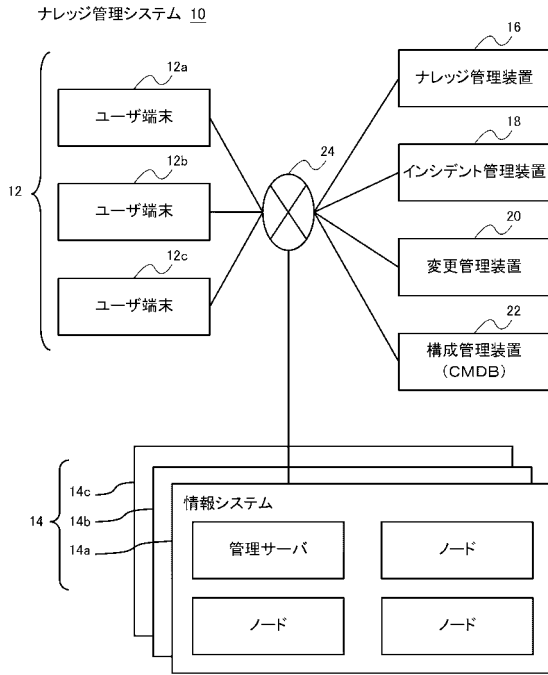 ナレッジ管理システム 10
12
12a
ユーザ端末
12b
ユーザ端末
12c
ユーザ端末
24
16
ナレッジ管理装置
18
インシデント管理装置
20
変更管理装置
22
構成管理装置
(CMDB)
14
14c
14b
14a
情報システム
管理サーバ
ノード
ノード
ノード